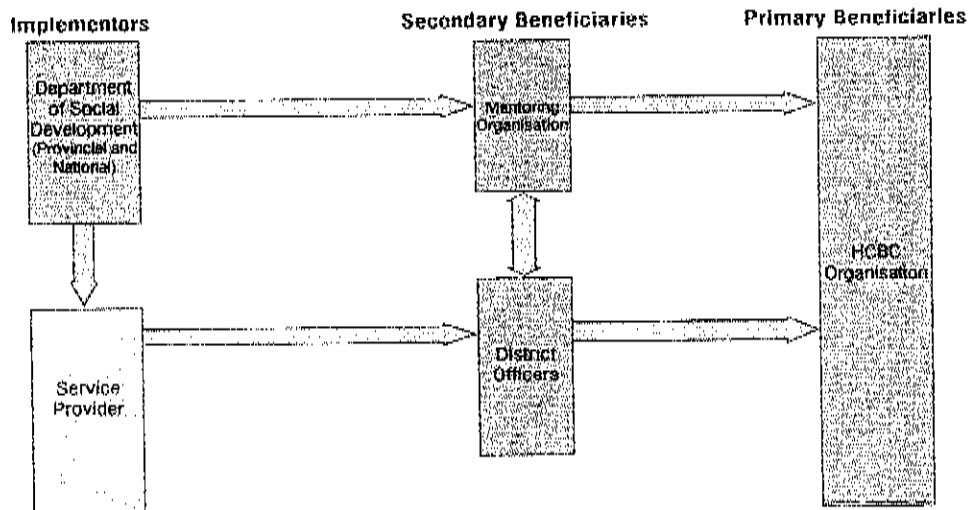 Implementors
Secondary Beneficiaries
Primary Beneficiaries
Department
of Social
Development
(Provincial and
National)
Mentoring
Organisation
HCBC
Organisation
Service
Provider
District
Officers